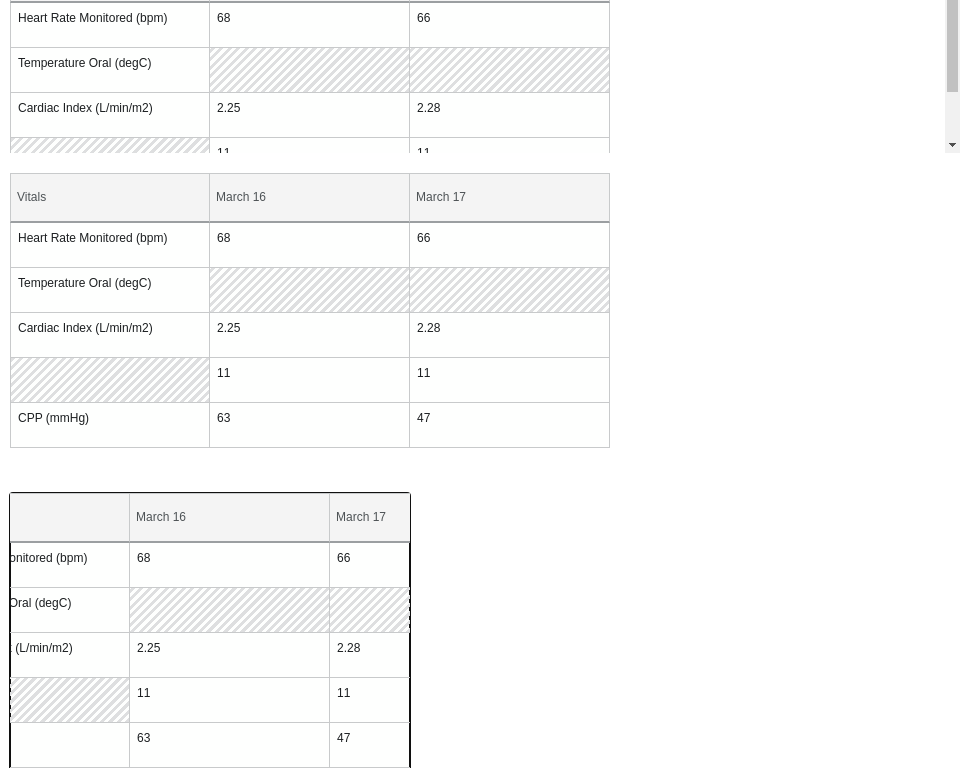 Heart Rate Monitored (bpm) 68 66
Temperature Oral (degC)
Cardiac Index (L/min/m2) 2.25 2.28
11 11
Vitals March 16 March 17
Heart Rate Monitored (bpm) 68 66
Temperature Oral (degC)
Cardiac Index (L/min/m2) 2.25 2.28
11 11
CPP (mmHg) 63 47
March 16 March 17
onitored (bpm) 68 66
Oral (degC)
(L/min/m2) 2.25 2.28
11 11
63 47